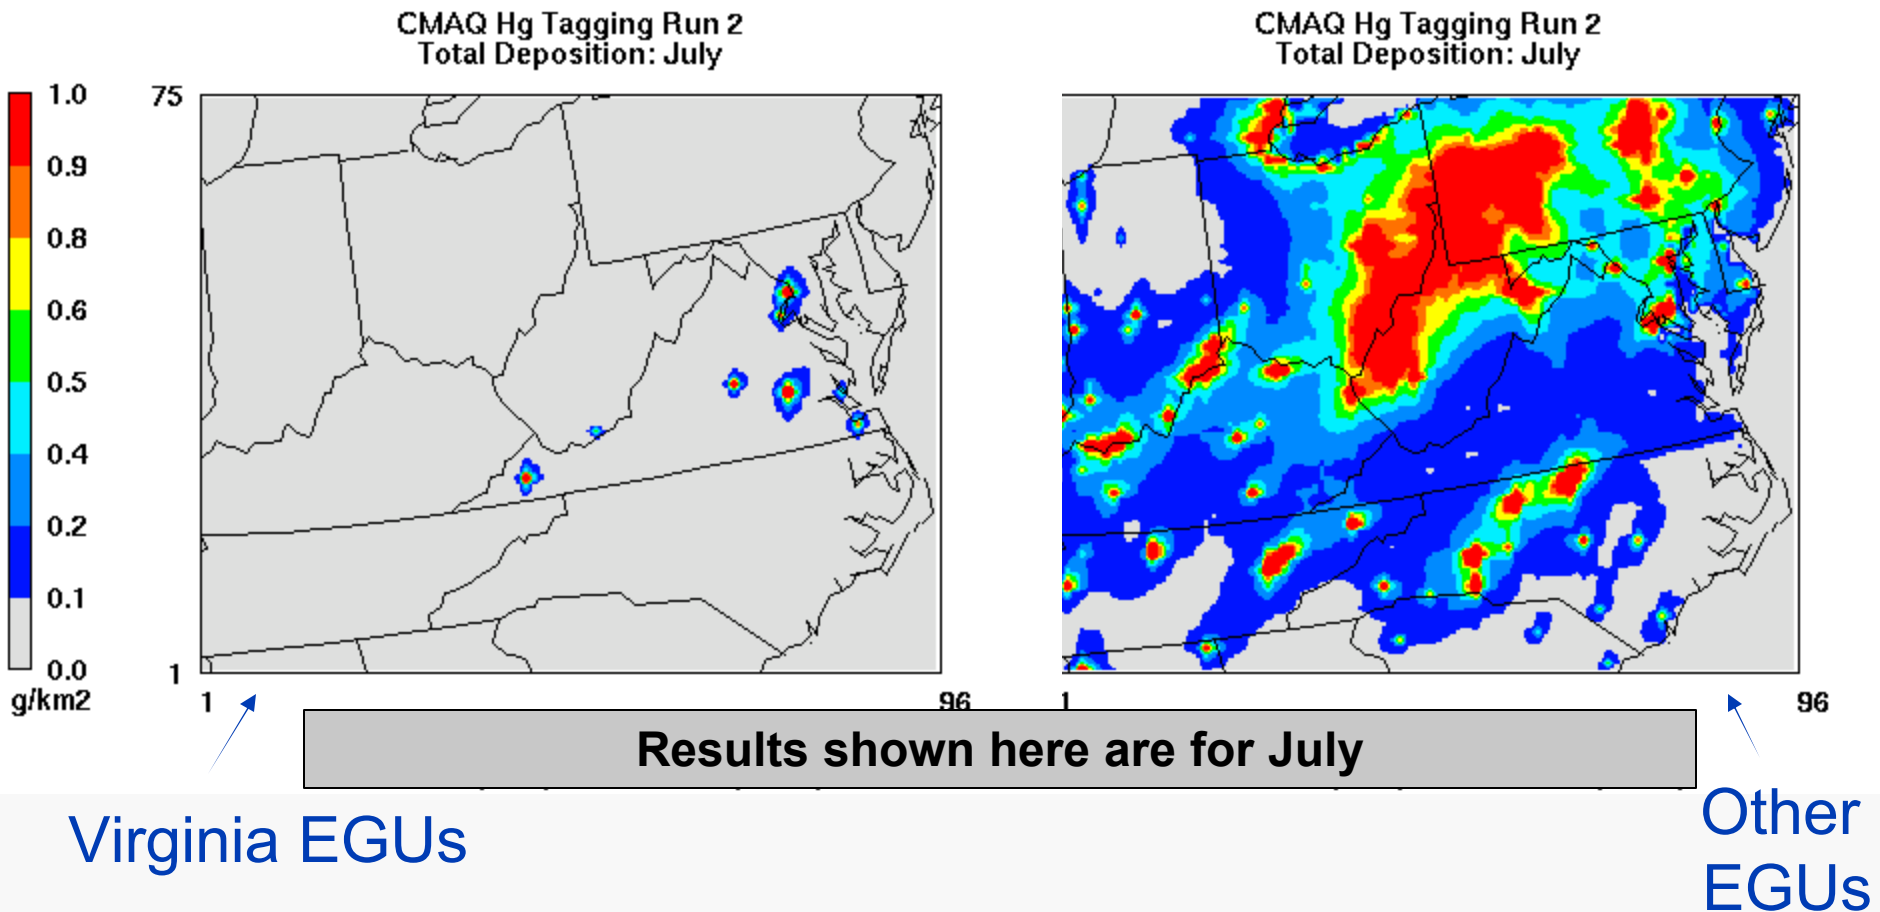 CMAQ Hg Tagging Run 2
Total Deposition: July
CMAQ Hg Tagging Run 2
Total Deposition: July
1.0
0.9
0.8
0.6
0.5
0.4
0.2
0.1
0.0
g/km2
75
1
1
96
1
96
Results shown here are for July
Virginia EGUs
Other
EGUs